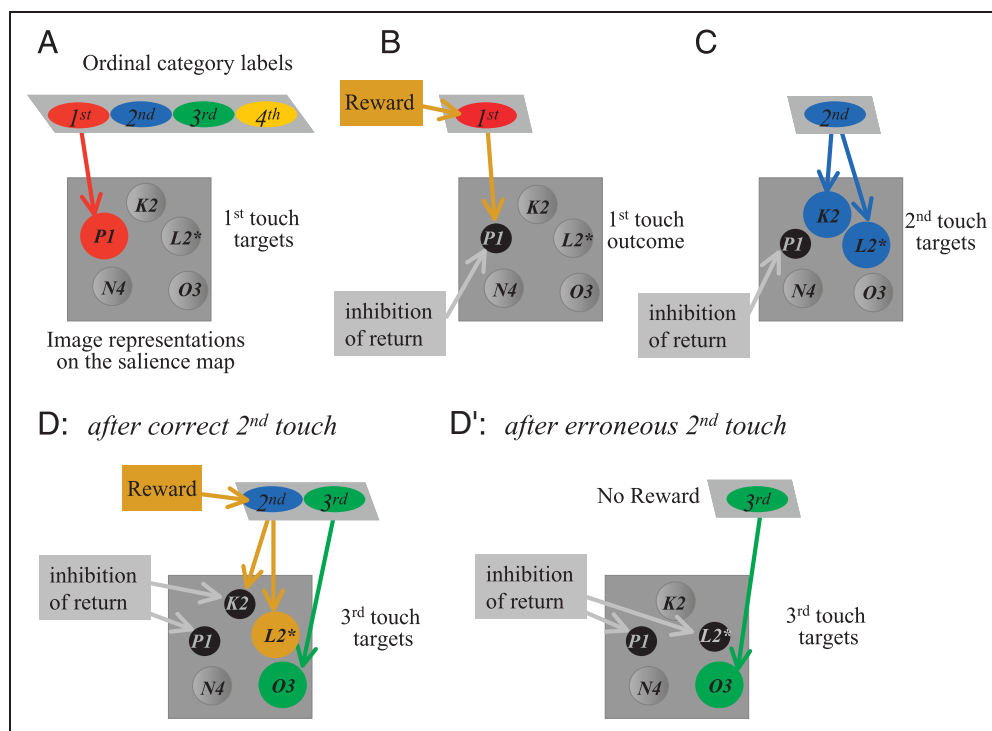 A
Ordinal category labels
1st 2nd 3rd 4th
K2
P1
L2*
N4
O3
1st touch
targets
Image representations
on the salience map
B
Reward
1st
K2
P1
L2*
N4
O3
1st touch
outcome
inhibition
of return
C
2nd
K2
P1
L2*
N4
O3
2nd touch
targets
inhibition
of return
D: after correct 2nd touch
Reward
2nd 3rd
inhibition
of return
K2
P1
L2*
N4
O3
3rd touch
targets
D': after erroneous 2nd touch
No Reward
3rd
inhibition
of return
K2
P1
L2*
N4
O3
3rd touch
targets